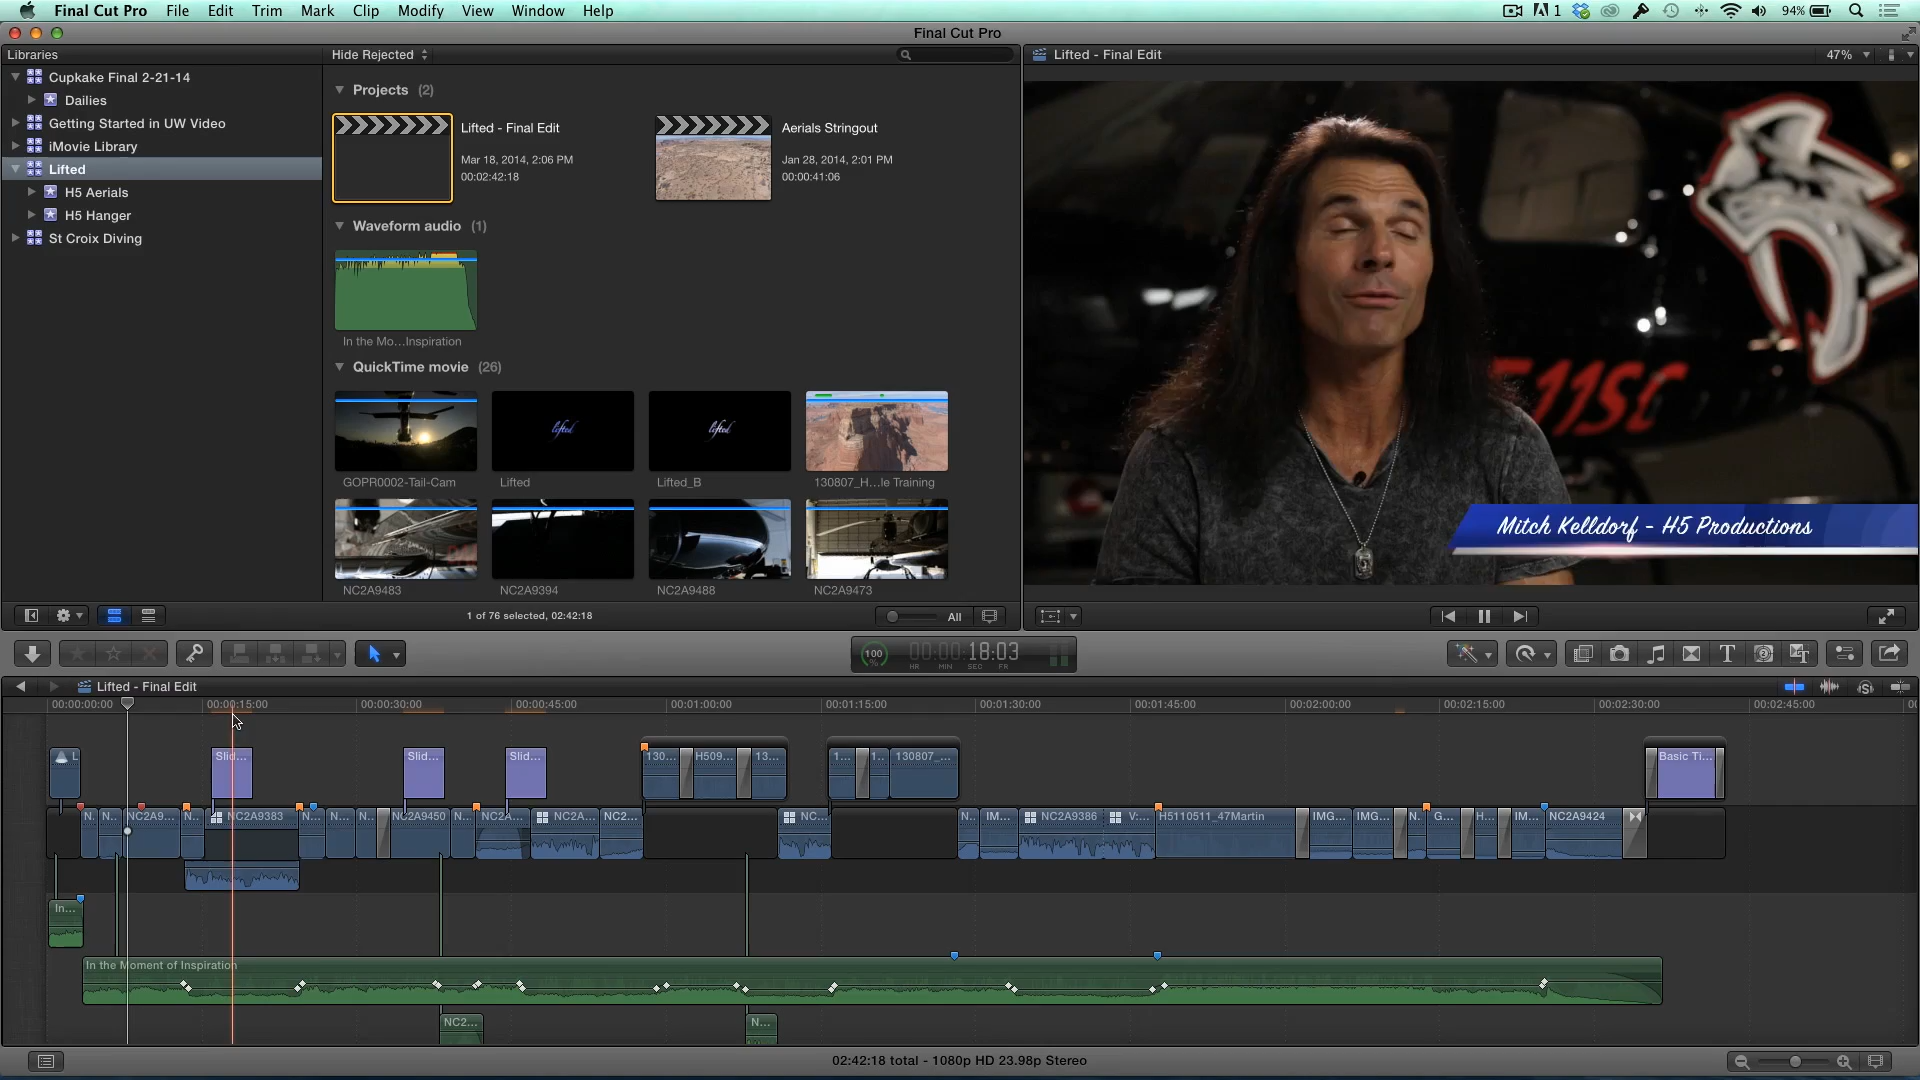 Final Cut Pro File Edit Trim Mark Clip Modify View Window Help
1 94%
Final Cut Pro
Libraries
Hide Rejected
Lifted - Final Edit
47%
Cupkake Final 2-21-14
Dailies
Getting Started in UW Video
iMovie Library
Lifted
H5 Aerials
H5 Hanger
St Croix Diving
Projects (2)
Lifted - Final Edit
Mar 18, 2014, 2:06 PM
00:02:42:18
Aerials Stringout
Jan 28, 2014, 2:01 PM
00:00:41:06
Waveform audio (1)
In the Mo...Inspiration
QuickTime movie (26)
lifted
lifted
GOPR0002-Tail-Cam
Lifted
Lifted_B
130807_H...le Training
NC2A9483
NC2A9394
NC2A9488
NC2A9473
Mitch Kelldorf - H5 Productions
1 of 76 selected, 02:42:18
All
100
%
00:00:18:03
HR MIN SEC FR
Lifted - Final Edit
00:00:00:00
00:00:15:00
00:00:30:00
00:00:45:00
00:01:00:00
00:01:15:00
00:01:30:00
00:01:45:00
00:02:00:00
00:02:15:00
00:02:30:00
00:02:45:00
L
Slid...
Slid...
Slid...
130...
H509...
13...
1...
1..
130807_...
Basic Ti...
N.
N..
NC2A9...
N..
NC2A9383
N...
N...
NC2A9450
N...
NC2A...
NC2A...
NC2...
NC...
N..
IM...
NC2A9386
V:...
H5110511_47Martin
IMG...
IMG...
N.
G...
H...
IM...
NC2A9424
In...
In the Moment of Inspiration
NC2...
N...
02:42:18 total - 1080p HD 23.98p Stereo